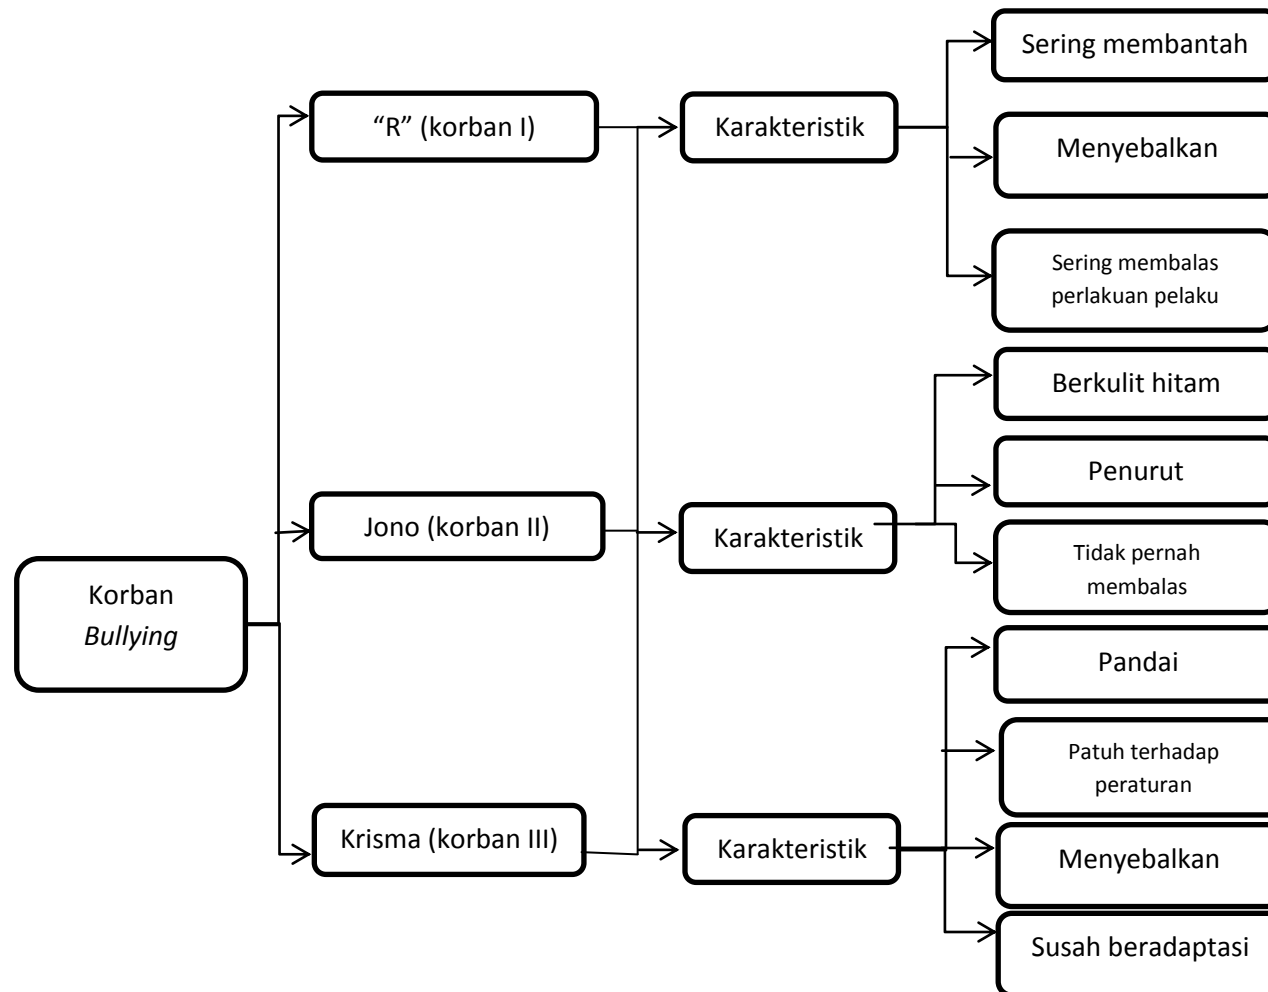 Korban
Bullying
“R” (korban I)
Karakteristik
Sering membantah
Menyebalkan
Sering membalas
perlakuan pelaku
Jono (korban II)
Karakteristik
Berkulit hitam
Penurut
Tidak pernah
membalas
Krisma (korban III)
Karakteristik
Pandai
Patuh terhadap
peraturan
Menyebalkan
Susah beradaptasi